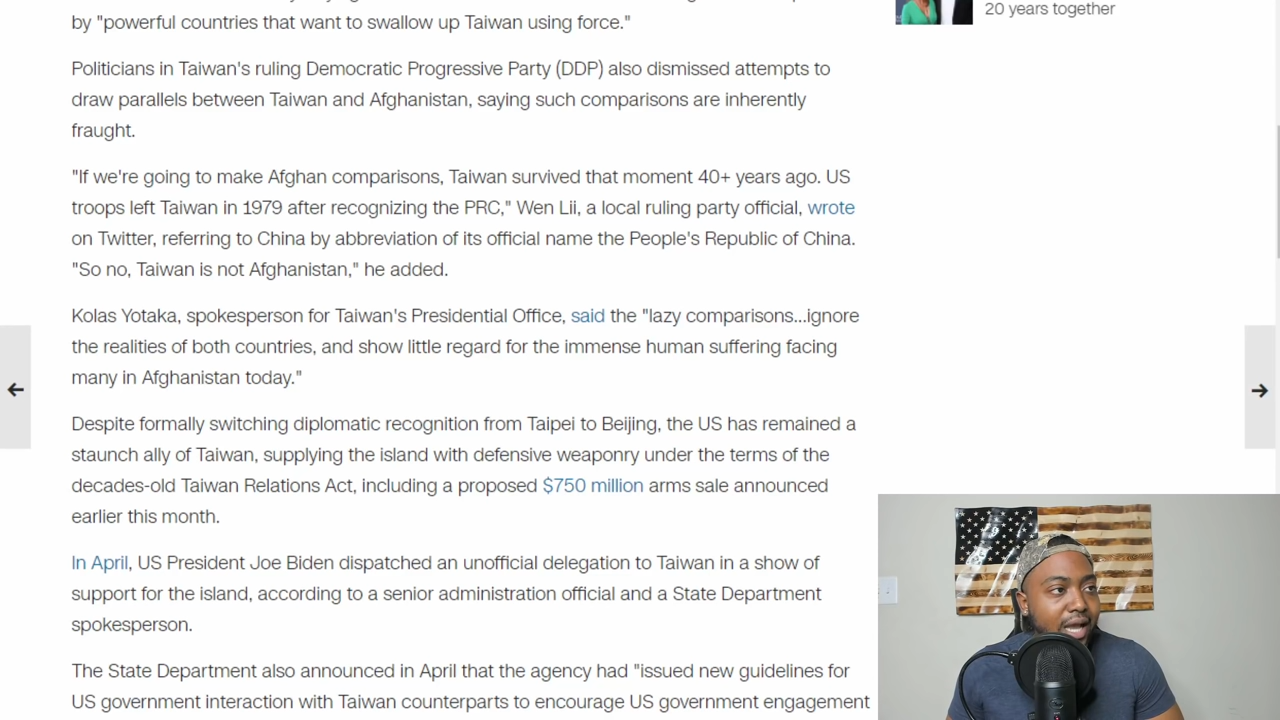 20 years together
by "powerful countries that want to swallow up Taiwan using force."
Politicians in Taiwan's ruling Democratic Progressive Party (DDP) also dismissed attempts to
draw parallels between Taiwan and Afghanistan, saying such comparisons are inherently
fraught.
"If we're going to make Afghan comparisons, Taiwan survived that moment 40+ years ago. US
troops left Taiwan in 1979 after recognizing the PRC," Wen Lii, a local ruling party official, wrote
on Twitter, referring to China by abbreviation of its official name the People's Republic of China.
"So no, Taiwan is not Afghanistan," he added.
Kolas Yotaka, spokesperson for Taiwan's Presidential Office, said the "lazy comparisons...ignore
the realities of both countries, and show little regard for the immense human suffering facing
many in Afghanistan today."
Despite formally switching diplomatic recognition from Taipei to Beijing, the US has remained a
staunch ally of Taiwan, supplying the island with defensive weaponry under the terms of the
decades-old Taiwan Relations Act, including a proposed $750 million arms sale announced
earlier this month.
In April, US President Joe Biden dispatched an unofficial delegation to Taiwan in a show of
support for the island, according to a senior administration official and a State Department
spokesperson.
The State Department also announced in April that the agency had "issued new guidelines for
US government interaction with Taiwan counterparts to encourage US government engagement